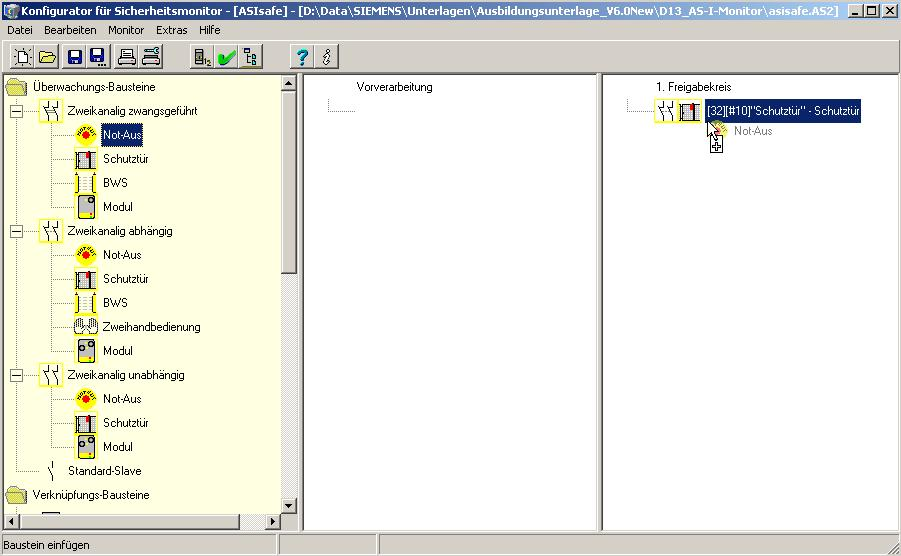 Konfigurator für Sicherheitsmonitor - [ASIsafe] - [D:\Data\SIEMENS\Unterlagen\Ausbildungsunterlage_V6.0New\D13_AS-I-Monitor\asisafe.AS2]
Datei Bearbeiten Monitor Extras Hilfe
Überwachungs-Bausteine
Zweikanalig zwangsgeführt
Not-Aus
Schutztür
BWS
Modul
Zweikanalig abhängig
Not-Aus
Schutztür
BWS
Zweihandbedienung
Modul
Zweikanalig unabhängig
Not-Aus
Schutztür
Modul
Standard-Slave
Verknüpfungs-Bausteine
Vorverarbeitung
1. Freigabekreis
[32][#10]"Schutztür" - Schutztür
Not-Aus
Baustein einfügen